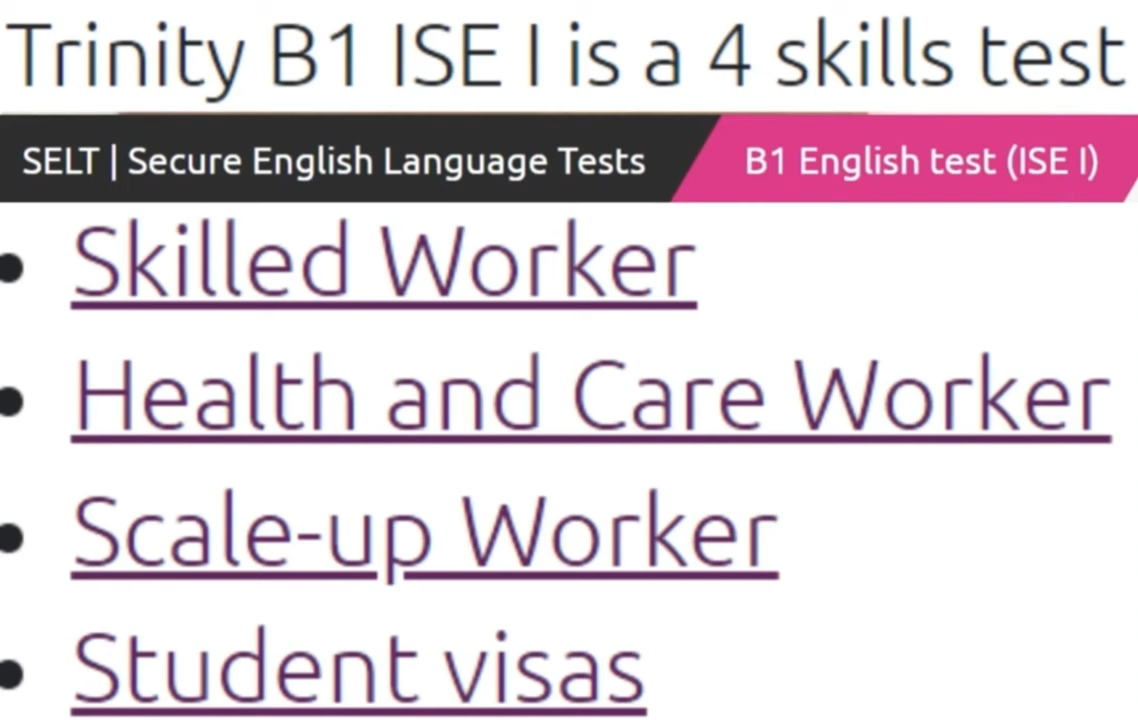 Trinity B1 ISE I is a 4 skills test
SELT | Secure English Language Tests
B1 English test (ISE I)
Skilled Worker
Health and Care Worker
Scale-up Worker
Student visas